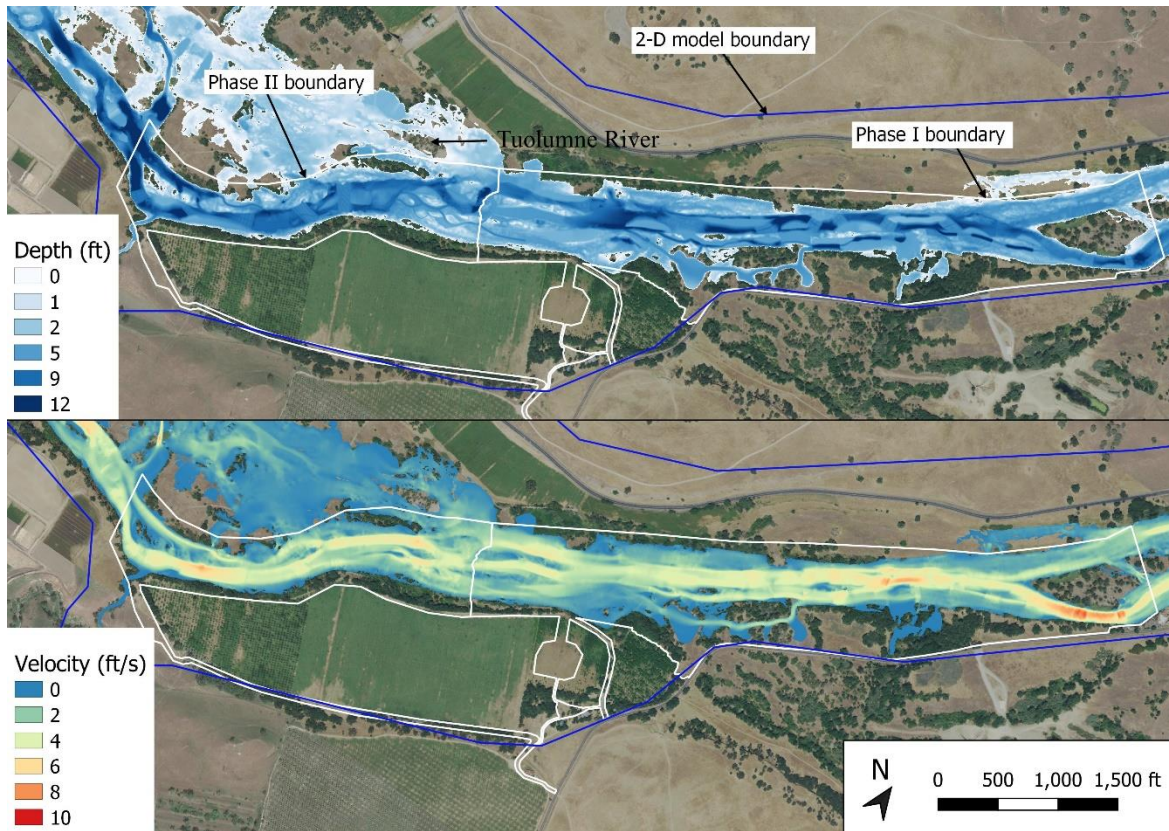 2-D model boundary
Phase II boundary
Tuolumne River
Phase I boundary
Depth (ft)
0
1
2
5
9
12
Velocity (ft/s)
0
2
4
6
8
10
N
0 500 1,000 1,500 ft